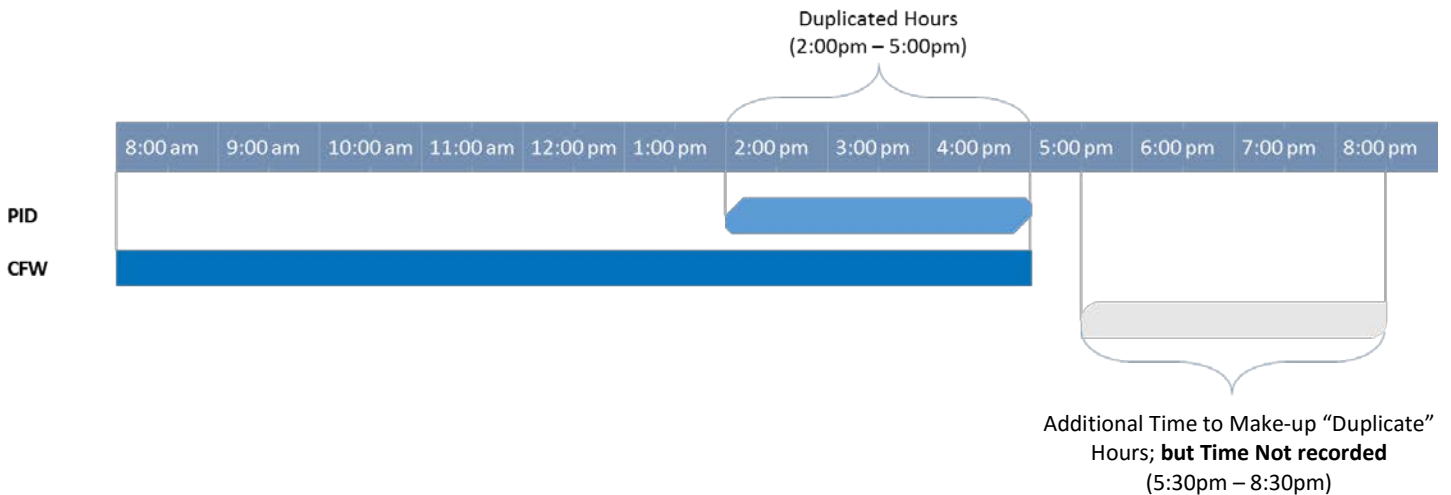 Duplicated Hours
(2:00pm – 5:00pm)
8:00 am 9:00 am 10:00 am 11:00 am 12:00 pm 1:00 pm 2:00 pm 3:00 pm 4:00 pm 5:00 pm 6:00 pm 7:00 pm 8:00 pm
PID
CFW
Additional Time to Make-up “Duplicate”
Hours; but Time Not recorded
(5:30pm – 8:30pm)